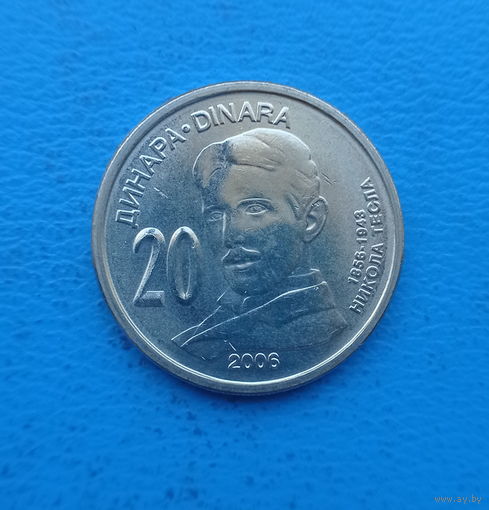 ДИНАРА • DINARA
20
1856-1943
НИКОЛА ТЕСЛА
2006
www.ay.by